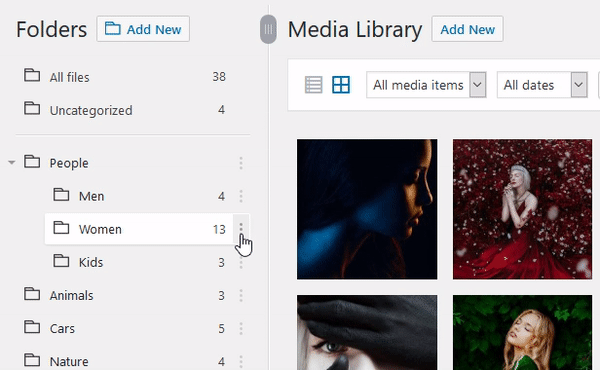 Folders Add New
All files 38
Uncategorized 4
People
Men 4
Women 13
Kids 3
Animals 3
Cars 5
Nature 4
Media Library Add New
All media items All dates